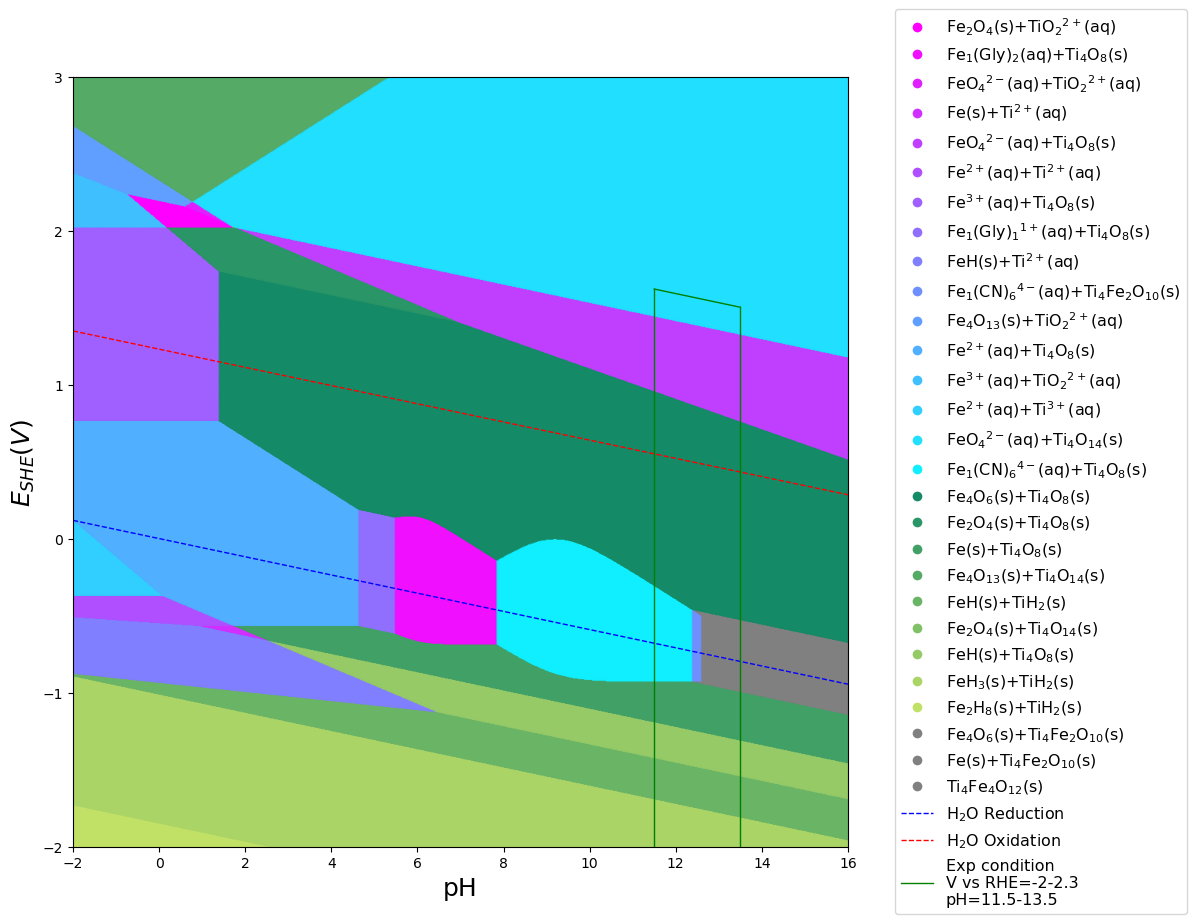 3
2
1
0
−1
−2
E_SHE(V)
−2 0 2 4 6 8 10 12 14 16
pH
Fe₂O₄(s)+TiO₂²⁺(aq)
Fe₁(Gly)₂(aq)+Ti₄O₈(s)
FeO₄²⁻(aq)+TiO₂²⁺(aq)
Fe(s)+Ti²⁺(aq)
FeO₄²⁻(aq)+Ti₄O₈(s)
Fe²⁺(aq)+Ti²⁺(aq)
Fe³⁺(aq)+Ti₄O₈(s)
Fe₁(Gly)₁¹⁺(aq)+Ti₄O₈(s)
FeH(s)+Ti²⁺(aq)
Fe₁(CN)₆⁴⁻(aq)+Ti₄Fe₂O₁₀(s)
Fe₄O₁₃(s)+TiO₂²⁺(aq)
Fe²⁺(aq)+Ti₄O₈(s)
Fe³⁺(aq)+TiO₂²⁺(aq)
Fe²⁺(aq)+Ti³⁺(aq)
FeO₄²⁻(aq)+Ti₄O₁₄(s)
Fe₁(CN)₆⁴⁻(aq)+Ti₄O₈(s)
Fe₄O₆(s)+Ti₄O₈(s)
Fe₂O₄(s)+Ti₄O₈(s)
Fe(s)+Ti₄O₈(s)
Fe₄O₁₃(s)+Ti₄O₁₄(s)
FeH(s)+TiH₂(s)
Fe₂O₄(s)+Ti₄O₁₄(s)
FeH(s)+Ti₄O₈(s)
FeH₃(s)+TiH₂(s)
Fe₂H₈(s)+TiH₂(s)
Fe₄O₆(s)+Ti₄Fe₂O₁₀(s)
Fe(s)+Ti₄Fe₂O₁₀(s)
Ti₄Fe₄O₁₂(s)
H₂O Reduction
H₂O Oxidation
Exp condition
V vs RHE=-2-2.3
pH=11.5-13.5